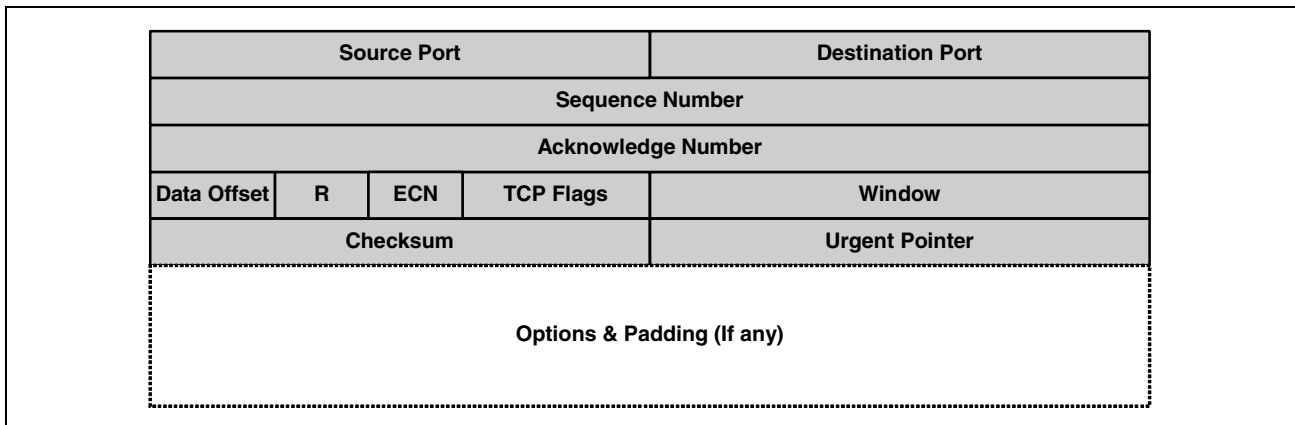 Source Port Destination Port
Sequence Number
Acknowledge Number
Data Offset R ECN TCP Flags Window
Checksum Urgent Pointer
Options & Padding (If any)